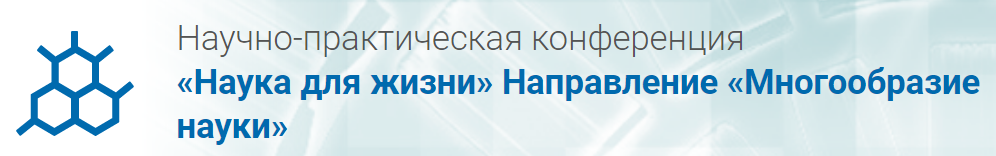 Научно-практическая конференция
«Наука для жизни» Направление «Многообразие
науки»